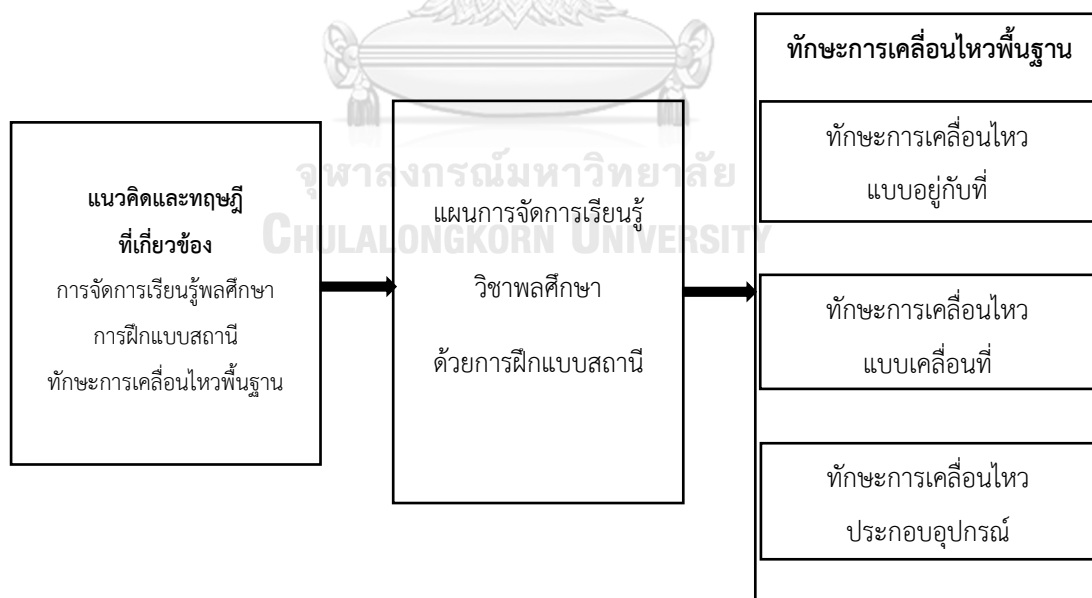 จุฬาลงกรณ์มหาวิทยาลัย
CHULALONGKORN UNIVERSITY
แนวคิดและทฤษฎี
ที่เกี่ยวข้อง
การจัดการเรียนรู้พลศึกษา
การฝึกแบบสถานี
ทักษะการเคลื่อนไหวพื้นฐาน
แผนการจัดการเรียนรู้
วิชาพลศึกษา
ด้วยการฝึกแบบสถานี
ทักษะการเคลื่อนไหวพื้นฐาน
ทักษะการเคลื่อนไหว
แบบอยู่กับที่
ทักษะการเคลื่อนไหว
แบบเคลื่อนที่
ทักษะการเคลื่อนไหว
ประกอบอุปกรณ์